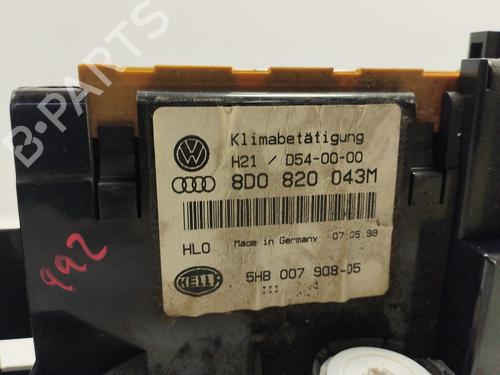 B-PARTS
Klimabetätigung
H21 / D54-00-00
8D0 820 043M
HLO Made in Germany 07.05.99
HELLA
5HB 007 908-05
992